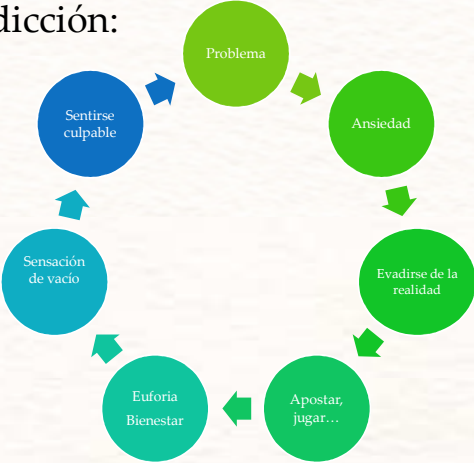 dicción:
Problema
Ansiedad
Evadirse de la
realidad
Apostar,
jugar…
Euforia
Bienestar
Sensación
de vacío
Sentirse
culpable